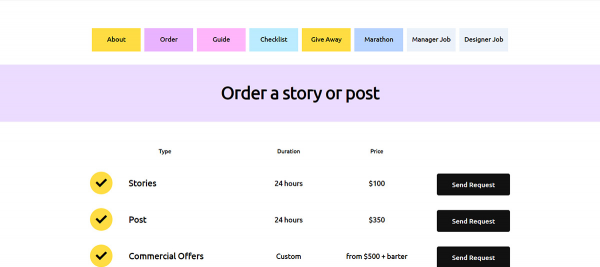 About Order Guide Checklist Give Away Marathon Manager Job Designer Job
Order a story or post
Type Duration Price
Stories 24 hours $100 Send Request
Post 24 hours $350 Send Request
Commercial Offers Custom from $500 + barter Send Request